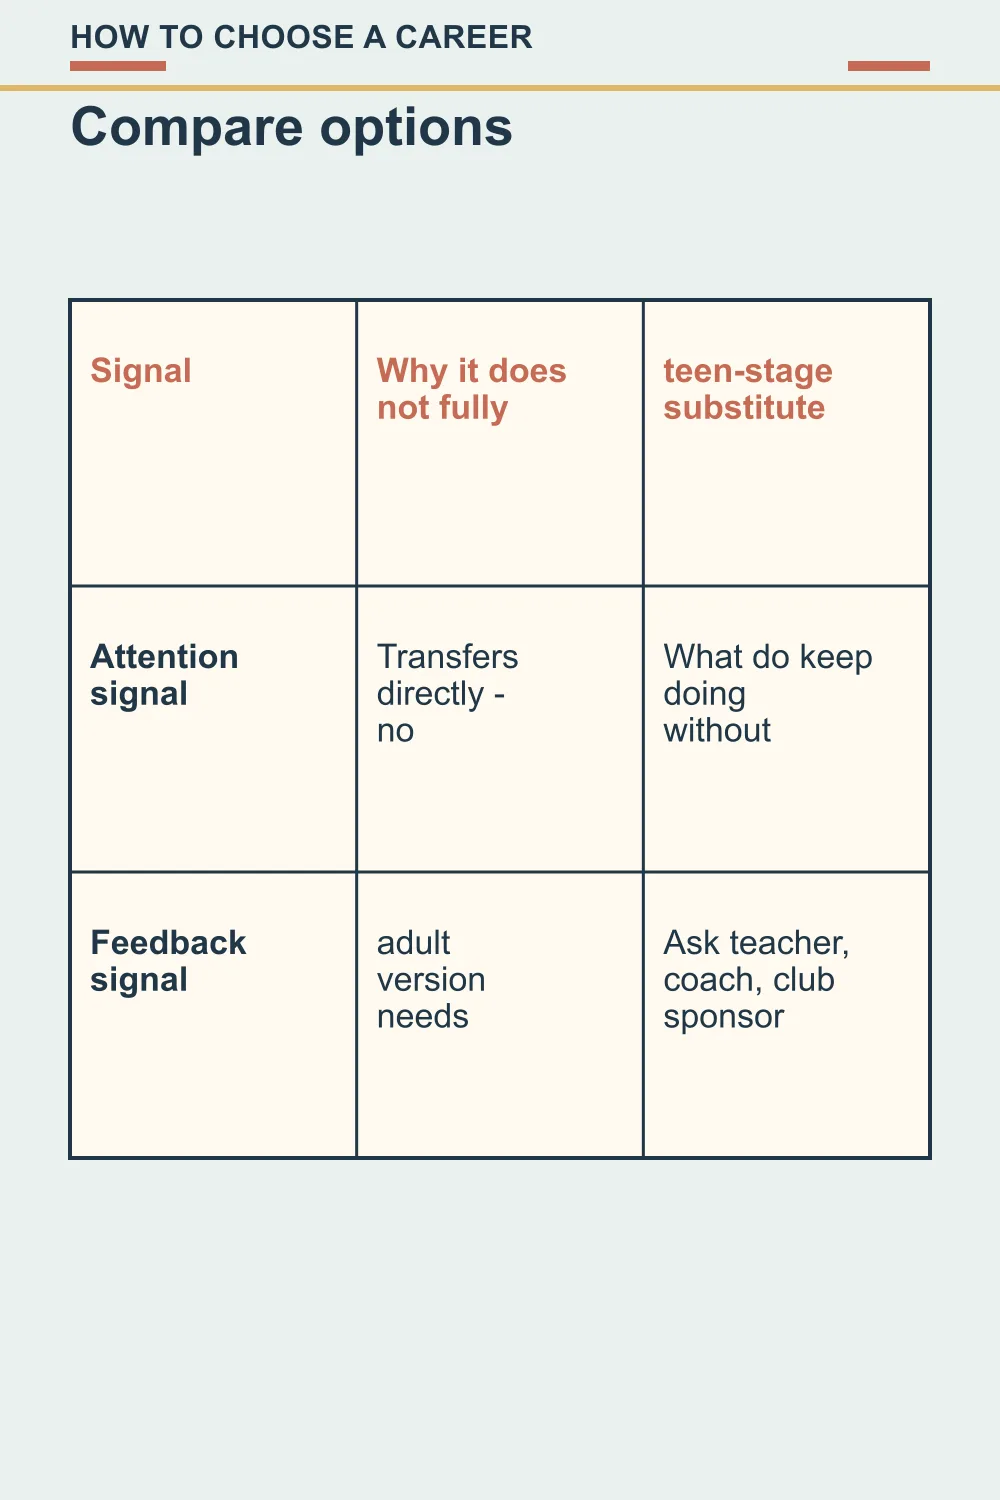 HOW TO CHOOSE A CAREER
Compare options
Signal
Why it does
not fully
teen-stage
substitute
Attention
signal
Transfers
directly -
no
What do keep
doing
without
Feedback
signal
adult
version
needs
Ask teacher,
coach, club
sponsor